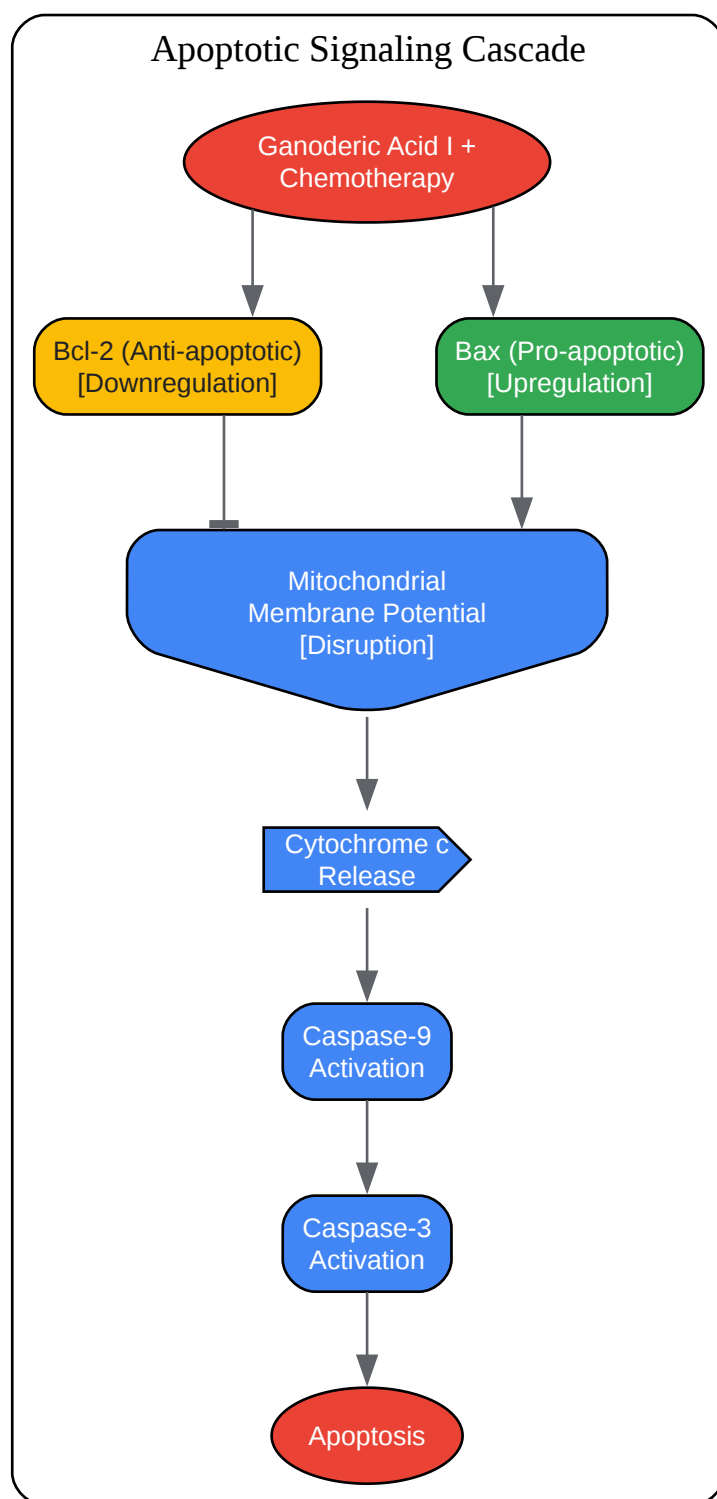 Apoptotic Signaling Cascade
Ganoderic Acid I +
Chemotherapy
Bcl-2 (Anti-apoptotic)
[Downregulation]
Bax (Pro-apoptotic)
[Upregulation]
Mitochondrial
Membrane Potential
[Disruption]
Cytochrome c
Release
Caspase-9
Activation
Caspase-3
Activation
Apoptosis